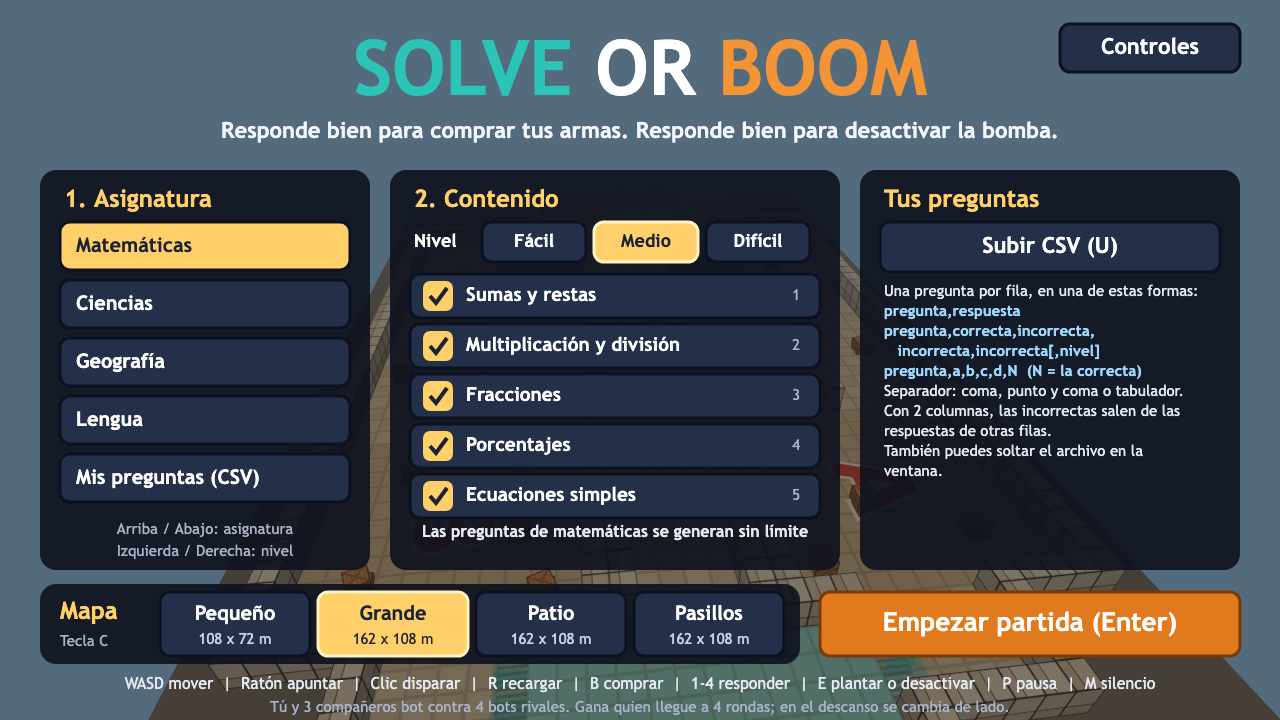 SOLVE OR BOOM
Controles
Responde bien para comprar tus armas. Responde bien para desactivar la bomba.
1. Asignatura
Matemáticas
Ciencias
Geografía
Lengua
Mis preguntas (CSV)
Arriba / Abajo: asignatura
Izquierda / Derecha: nivel
2. Contenido
Nivel
Fácil
Medio
Difícil
Sumas y restas 1
Multiplicación y división 2
Fracciones 3
Porcentajes 4
Ecuaciones simples 5
Las preguntas de matemáticas se generan sin límite
Tus preguntas
Subir CSV (U)
Una pregunta por fila, en una de estas formas:
pregunta,respuesta
pregunta,correcta,incorrecta,
incorrecta,incorrecta[,nivel]
pregunta,a,b,c,d,N (N = la correcta)
Separador: coma, punto y coma o tabulador.
Con 2 columnas, las incorrectas salen de las
respuestas de otras filas.
También puedes soltar el archivo en la
ventana.
Mapa
Tecla C
Pequeño
108 x 72 m
Grande
162 x 108 m
Patio
162 x 108 m
Pasillos
162 x 108 m
Empezar partida (Enter)
WASD mover | Ratón apuntar | Clic disparar | R recargar | B comprar | 1-4 responder | E plantar o desactivar | P pausa | M silencio
Tú y 3 compañeros bot contra 4 bots rivales. Gana quien llegue a 4 rondas; en el descanso se cambia de lado.